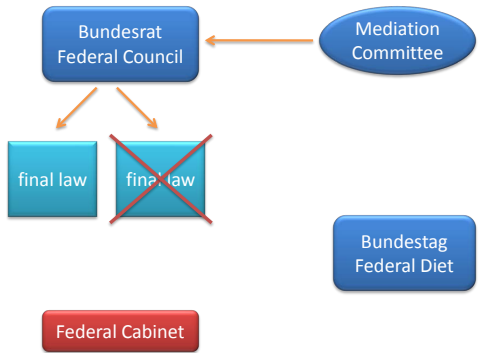 Bundesrat
Federal Council
Mediation
Committee
final law
final law
Bundestag
Federal Diet
Federal Cabinet